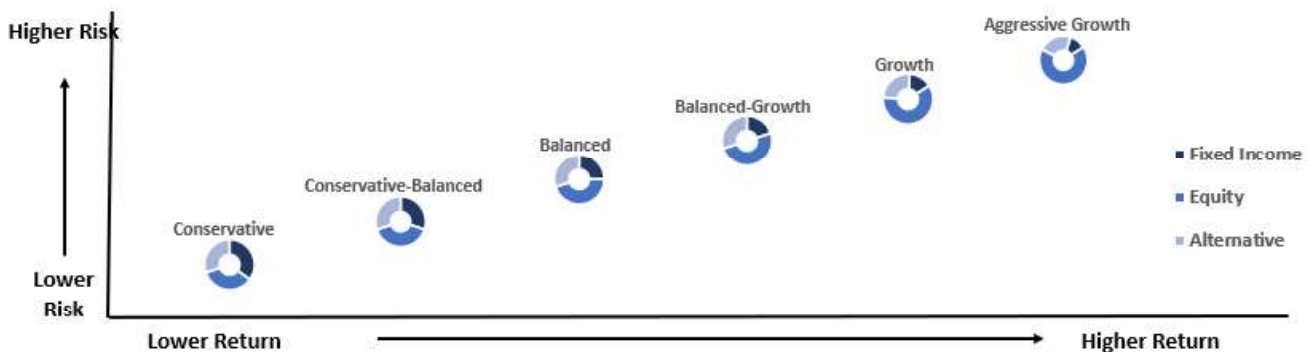 Higher Risk
Aggressive Growth
Growth
Balanced-Growth
Balanced
Conservative-Balanced
Conservative
Fixed Income
Equity
Alternative
Lower
Risk
Lower Return
Higher Return